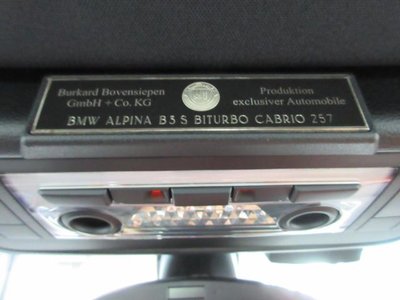 Burkard Bovensiepen
GmbH + Co. KG
Produktion
exclusiver Automobile
BMW ALPINA B3 S BITURBO CABRIO 257